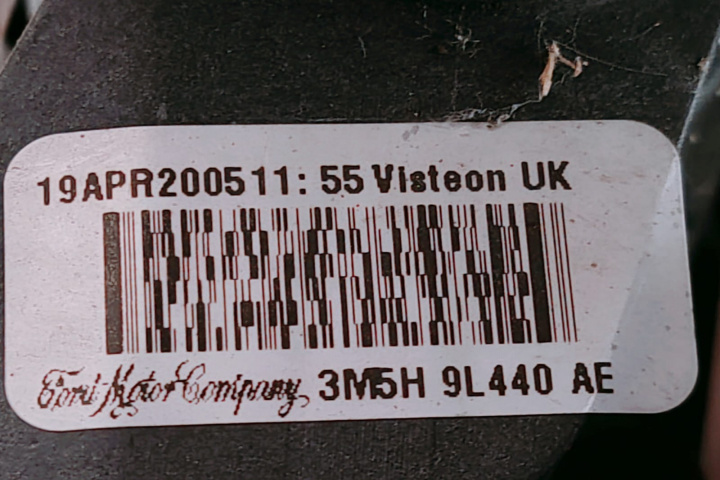 19APR200511:55 Visteon UK
Ford Motor Company 3M5H 9L440 AE